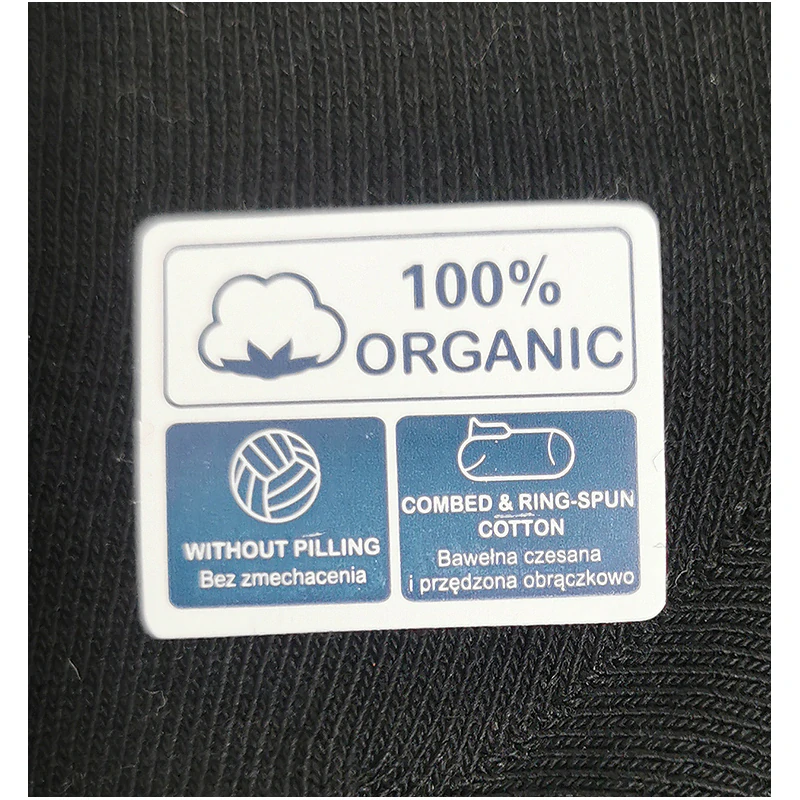 100%
ORGANIC
WITHOUT PILLING
Bez zmechacenia
COMBED & RING-SPUN
COTTON
Bawełna czesana
i przędzona obrączkowo